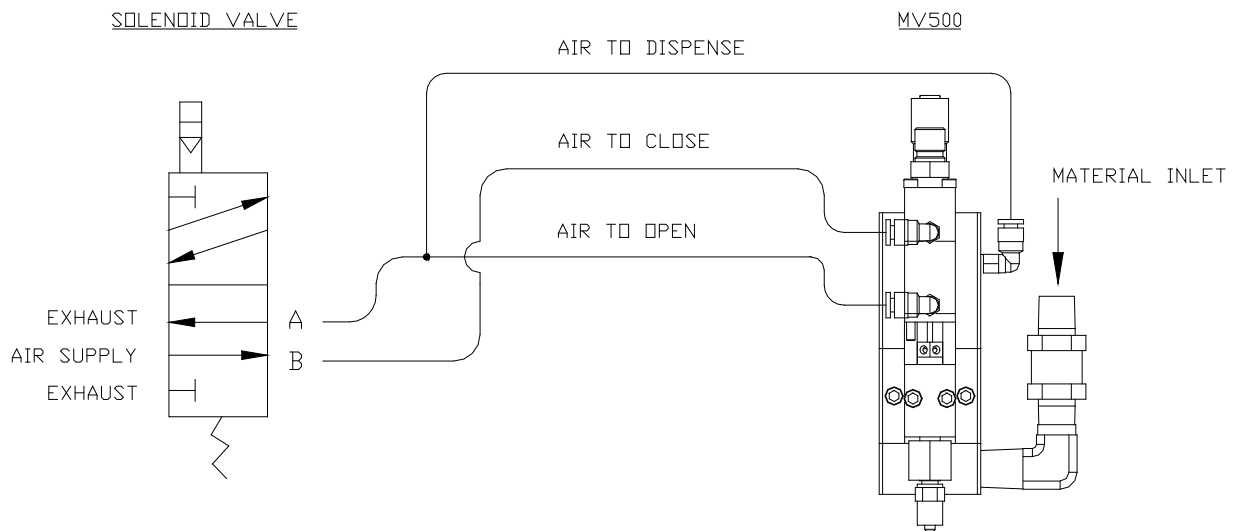 SOLENOID VALVE
MV500
AIR TO DISPENSE
AIR TO CLOSE
MATERIAL INLET
AIR TO OPEN
EXHAUST
A
AIR SUPPLY
B
EXHAUST